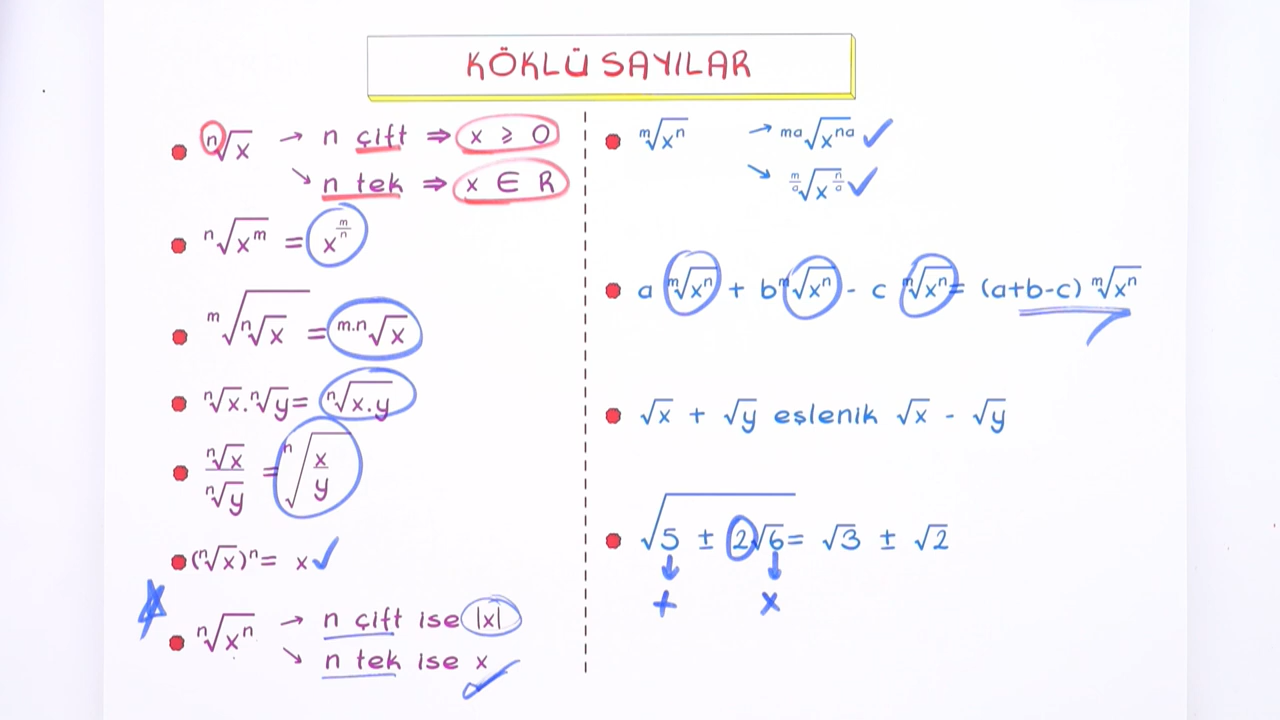 KÖKLÜ SAYILAR
ⁿ√x → n çift ⇒ x ⩾ 0
↘ n tek ⇒ x ∈ R
ⁿ√xᵐ = x^(m/n)
ᵐ√(ⁿ√x) = ᵐ·ⁿ√x
ⁿ√x.ⁿ√y = ⁿ√(x.y)
ⁿ√x / ⁿ√y = ⁿ√(x/y)
(ⁿ√x)ⁿ = x ✓
ⁿ√xⁿ → n çift ise |x|
↘ n tek ise x ✓
ᵐ√xⁿ → ᵐᵃ√xⁿᵃ ✓
↘ ^(m/a)√x^(n/a) ✓
a ᵐ√xⁿ + b ᵐ√xⁿ - c ᵐ√xⁿ = (a+b-c) ᵐ√xⁿ
√x + √y eşlenik √x - √y
√(5 ± 2√6) = √3 ± √2
↓ ↓
+ x